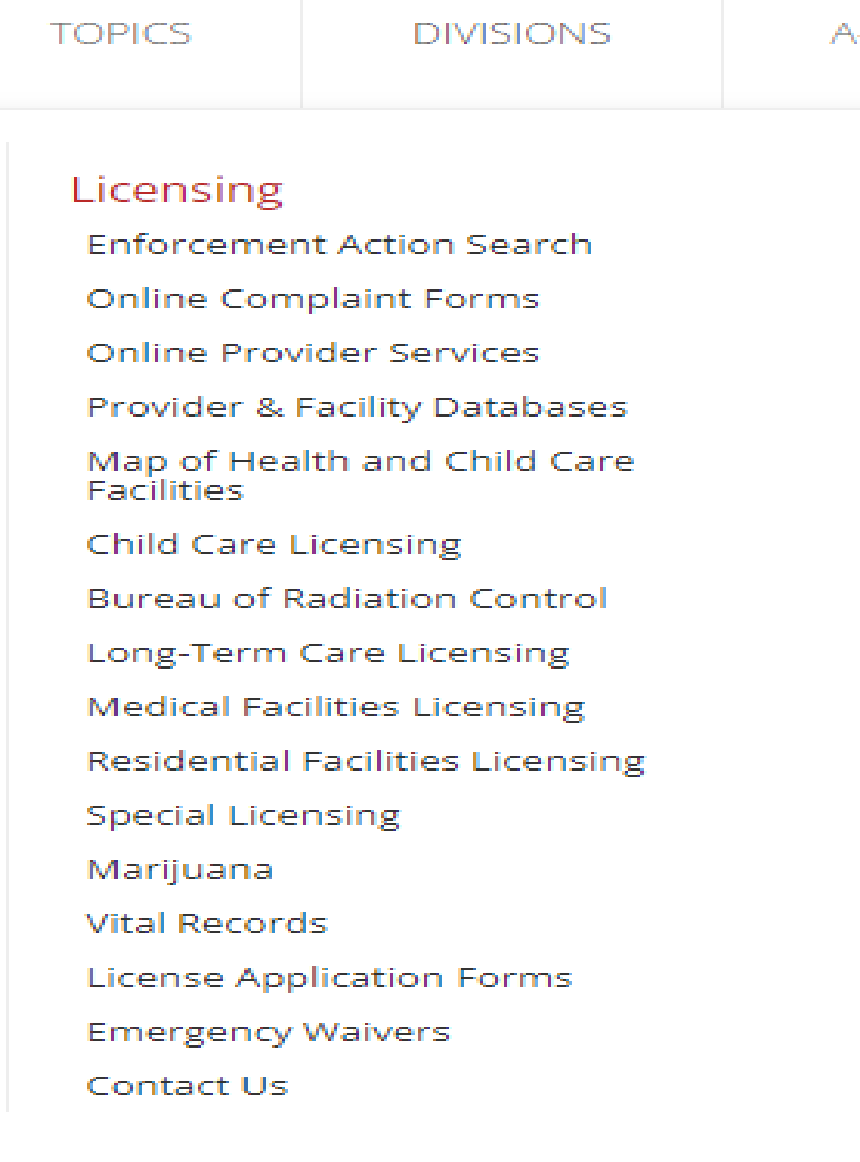 TOPICS DIVISIONS A-
Licensing
Enforcement Action Search
Online Complaint Forms
Online Provider Services
Provider & Facility Databases
Map of Health and Child Care
Facilities
Child Care Licensing
Bureau of Radiation Control
Long-Term Care Licensing
Medical Facilities Licensing
Residential Facilities Licensing
Special Licensing
Marijuana
Vital Records
License Application Forms
Emergency Waivers
Contact Us